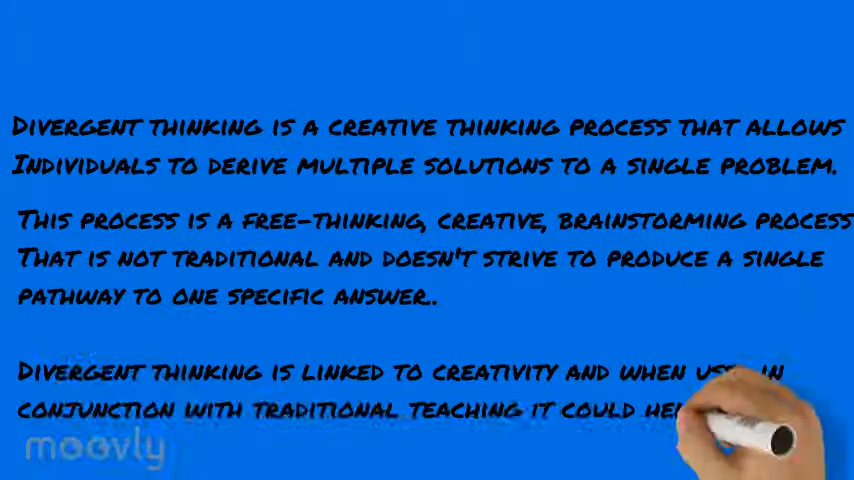 Divergent thinking is a creative thinking process that allows
Individuals to derive multiple solutions to a single problem.
This process is a free-thinking, creative, brainstorming process
That is not traditional and doesn't strive to produce a single
pathway to one specific answer..
Divergent thinking is linked to creativity and when in
conjunction with traditional teaching it could
moovly